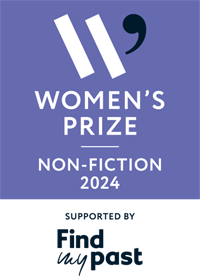 W'
WOMEN'S
PRIZE
NON-FICTION
2024
SUPPORTED BY
Find
my past